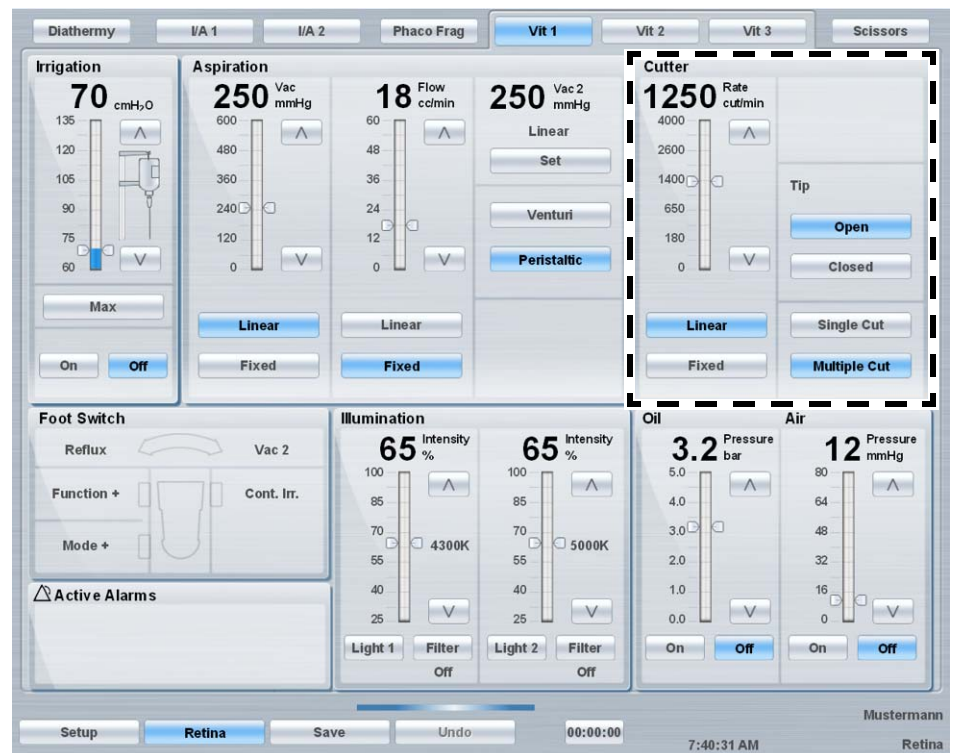 Diathermy I/A 1 I/A 2 Phaco Frag Vit 1 Vit 2 Vit 3 Scissors
Irrigation
70 cmH₂O
135
120
105
90
75
60
Max
On Off
Aspiration
250 Vac mmHg
600
480
360
240
120
0
Linear
Fixed
18 Flow cc/min
60
48
36
24
12
0
Linear
Fixed
250 Vac 2 mmHg
Linear
Set
Venturi
Peristaltic
Cutter
1250 Rate cut/min
4000
2600
1400
650
180
0
Linear
Fixed
Tip
Open
Closed
Single Cut
Multiple Cut
Foot Switch
Reflux Vac 2
Function + Cont. Irr.
Mode +
Active Alarms
Illumination
65 Intensity %
100
85
70
4300K
55
40
25
Light 1 Filter
Off
65 Intensity %
100
85
70
5000K
55
40
25
Light 2 Filter
Off
Oil
3.2 Pressure bar
5.0
4.0
3.0
2.0
1.0
0.0
On Off
Air
12 Pressure mmHg
80
64
48
32
16
0
On Off
Setup Retina Save Undo 00:00:00
Mustermann
7:40:31 AM Retina